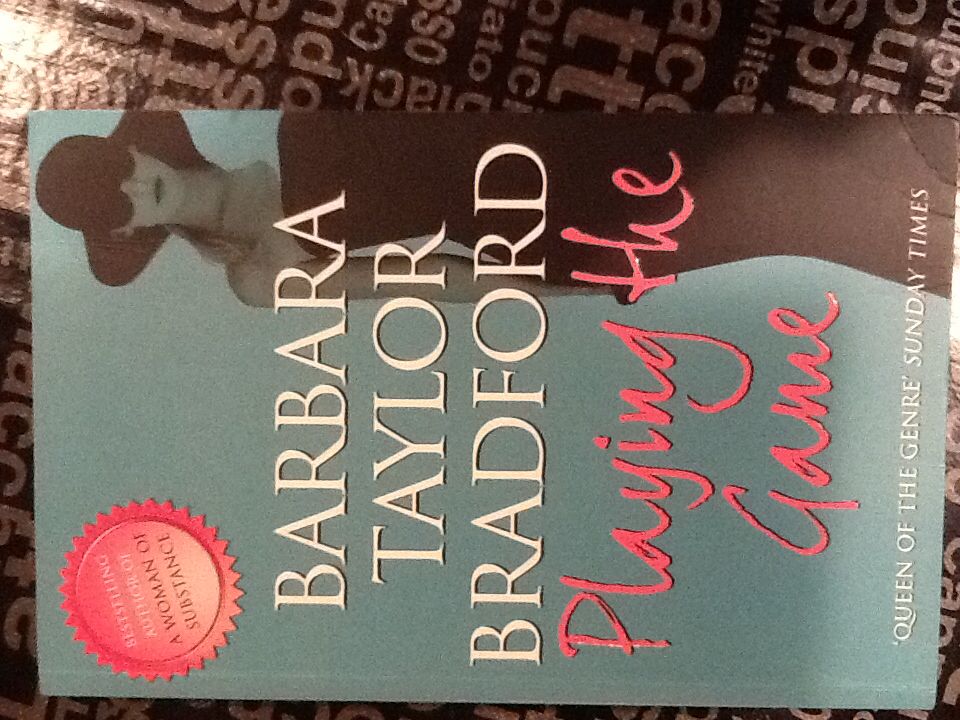 BESTSELLING
AUTHOR OF
A WOMAN OF
SUBSTANCE
BARBARA
TAYLOR
BRADFORD
Playing the
Game
'QUEEN OF THE GENRE' SUNDAY TIMES